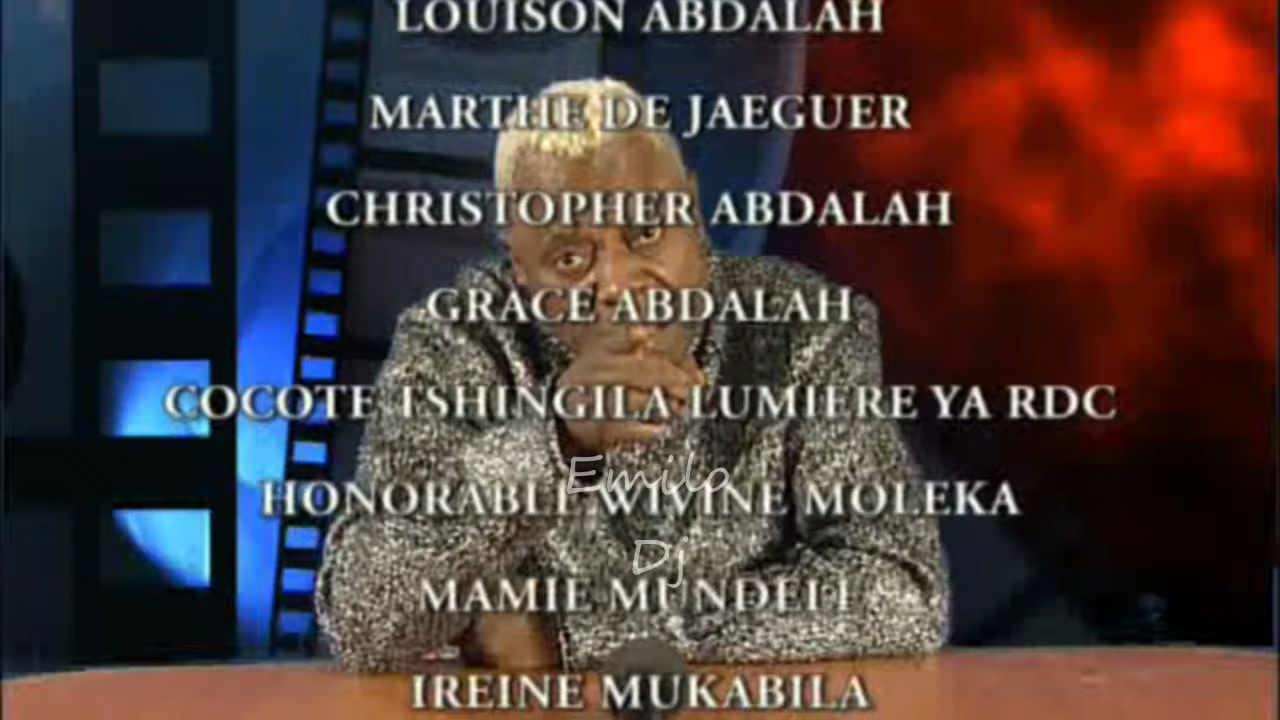 LOUISON ABDALAH
MARTHE DE JAEGUER
CHRISTOPHER ABDALAH
GRACE ABDALAH
COCOTE TSHINGILA LUMIERE YA RDC
Emilo
HONORABLE WIVINE MOLEKA
Dj
MAMIE MUNDELE
IREINE MUKABILA